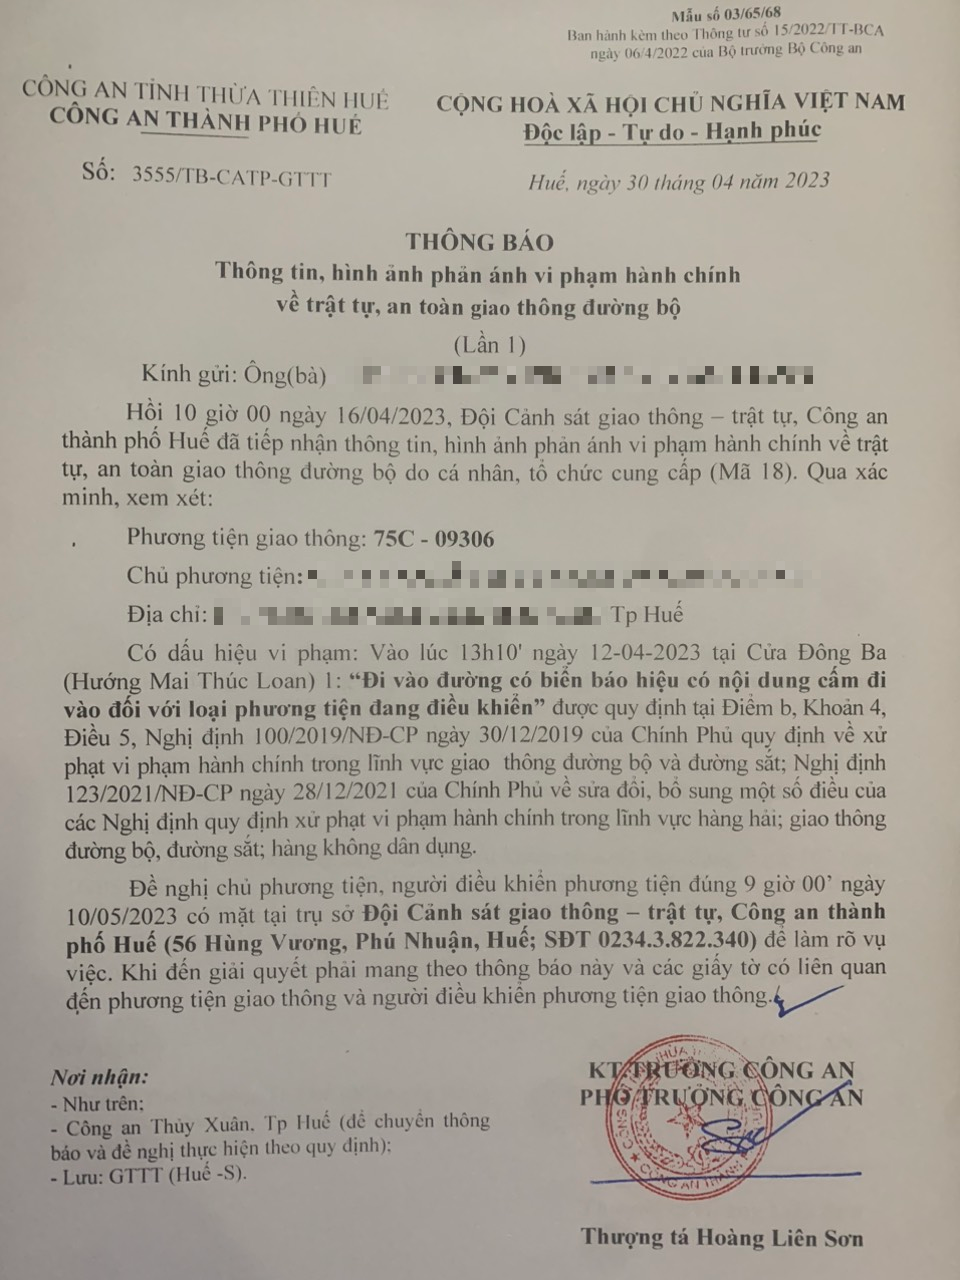 Mẫu số 03/65/68
Ban hành kèm theo Thông tư số 15/2022/TT-BCA
ngày 06/4/2022 của Bộ trưởng Bộ Công an
CÔNG AN TỈNH THỪA THIÊN HUẾ
CÔNG AN THÀNH PHỐ HUẾ
CỘNG HOÀ XÃ HỘI CHỦ NGHĨA VIỆT NAM
Độc lập - Tự do - Hạnh phúc
Số: 3555/TB-CATP-GTTT
Huế, ngày 30 tháng 04 năm 2023
THÔNG BÁO
Thông tin, hình ảnh phản ánh vi phạm hành chính
về trật tự, an toàn giao thông đường bộ
(Lần 1)
Kính gửi: Ông(bà)
Hồi 10 giờ 00 ngày 16/04/2023, Đội Cảnh sát giao thông – trật tự, Công an
thành phố Huế đã tiếp nhận thông tin, hình ảnh phản ánh vi phạm hành chính về trật
tự, an toàn giao thông đường bộ do cá nhân, tổ chức cung cấp (Mã 18). Qua xác
minh, xem xét:
Phương tiện giao thông: 75C - 09306
Chủ phương tiện:
Địa chỉ: Tp Huế
Có dấu hiệu vi phạm: Vào lúc 13h10' ngày 12-04-2023 tại Cửa Đông Ba
(Hướng Mai Thúc Loan) 1: “Đi vào đường có biển báo hiệu có nội dung cấm đi
vào đối với loại phương tiện đang điều khiển” được quy định tại Điểm b, Khoản 4,
Điều 5, Nghị định 100/2019/NĐ-CP ngày 30/12/2019 của Chính Phủ quy định về xử
phạt vi phạm hành chính trong lĩnh vực giao thông đường bộ và đường sắt; Nghị định
123/2021/NĐ-CP ngày 28/12/2021 của Chính Phủ về sửa đổi, bổ sung một số điều của
các Nghị định quy định xử phạt vi phạm hành chính trong lĩnh vực hàng hải; giao thông
đường bộ, đường sắt; hàng không dân dụng.
Đề nghị chủ phương tiện, người điều khiển phương tiện đúng 9 giờ 00’ ngày
10/05/2023 có mặt tại trụ sở Đội Cảnh sát giao thông – trật tự, Công an thành
phố Huế (56 Hùng Vương, Phú Nhuận, Huế; SĐT 0234.3.822.340) để làm rõ vụ
việc. Khi đến giải quyết phải mang theo thông báo này và các giấy tờ có liên quan
đến phương tiện giao thông và người điều khiển phương tiện giao thông.
Nơi nhận:
- Như trên;
- Công an Thủy Xuân, Tp Huế (để chuyển thông
báo và đề nghị thực hiện theo quy định);
- Lưu: GTTT (Huế -S).
KT.TRƯỞNG CÔNG AN
PHÓ TRƯỞNG CÔNG AN
Thượng tá Hoàng Liên Sơn